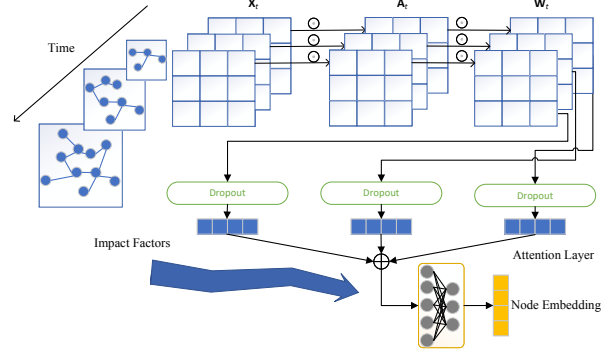 X_t A_t W_t
Time
Dropout Dropout Dropout
Impact Factors
Attention Layer
Node Embedding